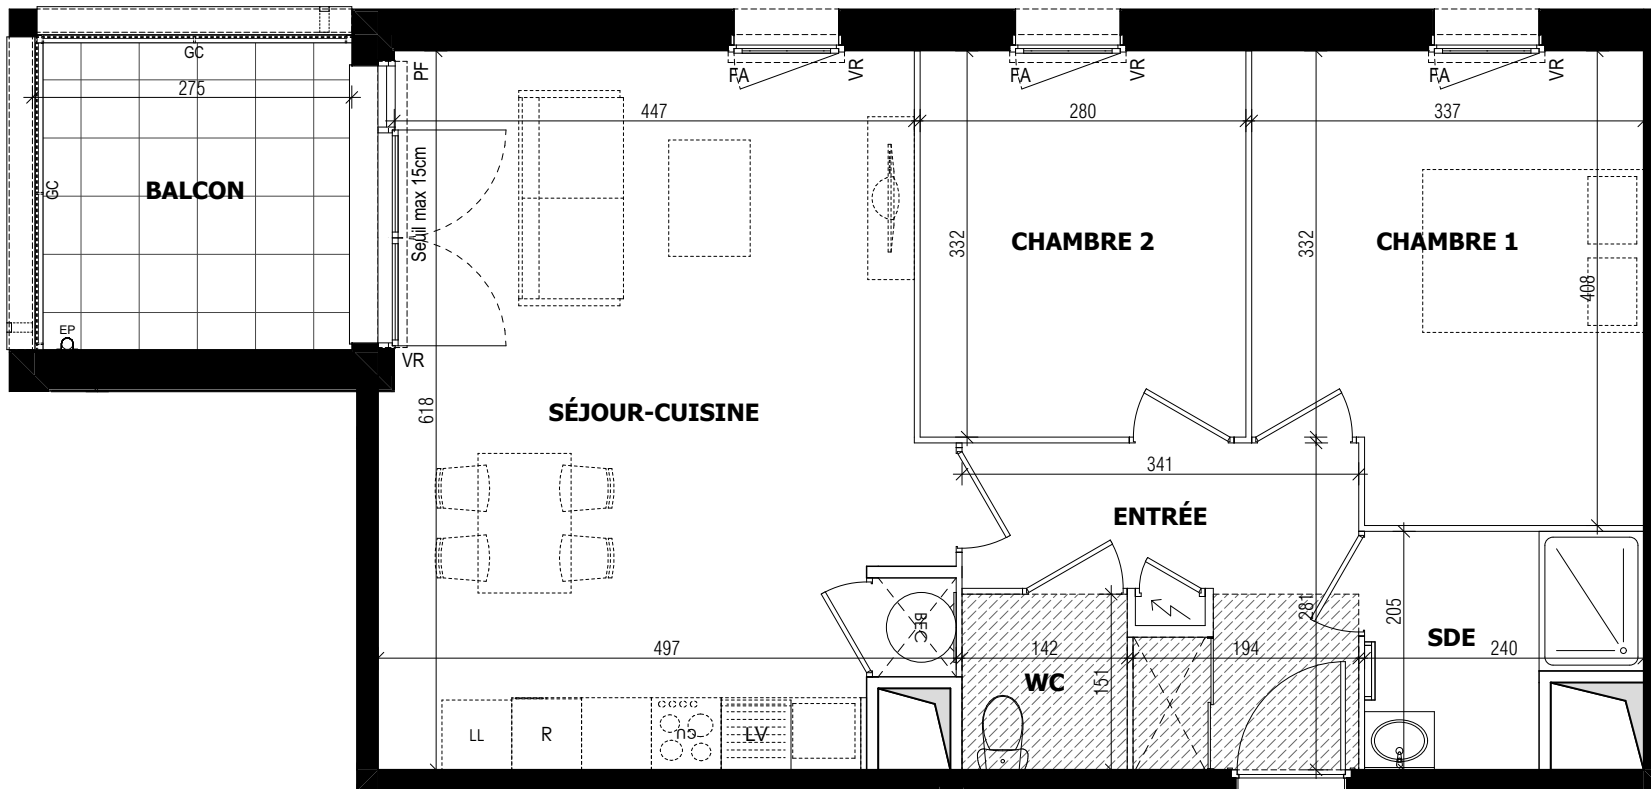 GC
275
BALCON
GC
EP
PF
Seuil max 15cm
VR
447
FA
VR
618
SÉJOUR-CUISINE
497
LL
R
LV
BEC
280
FA
VR
332
CHAMBRE 2
337
FA
VR
332
CHAMBRE 1
408
341
ENTRÉE
142
WC
151
194
281
205
SDE
240